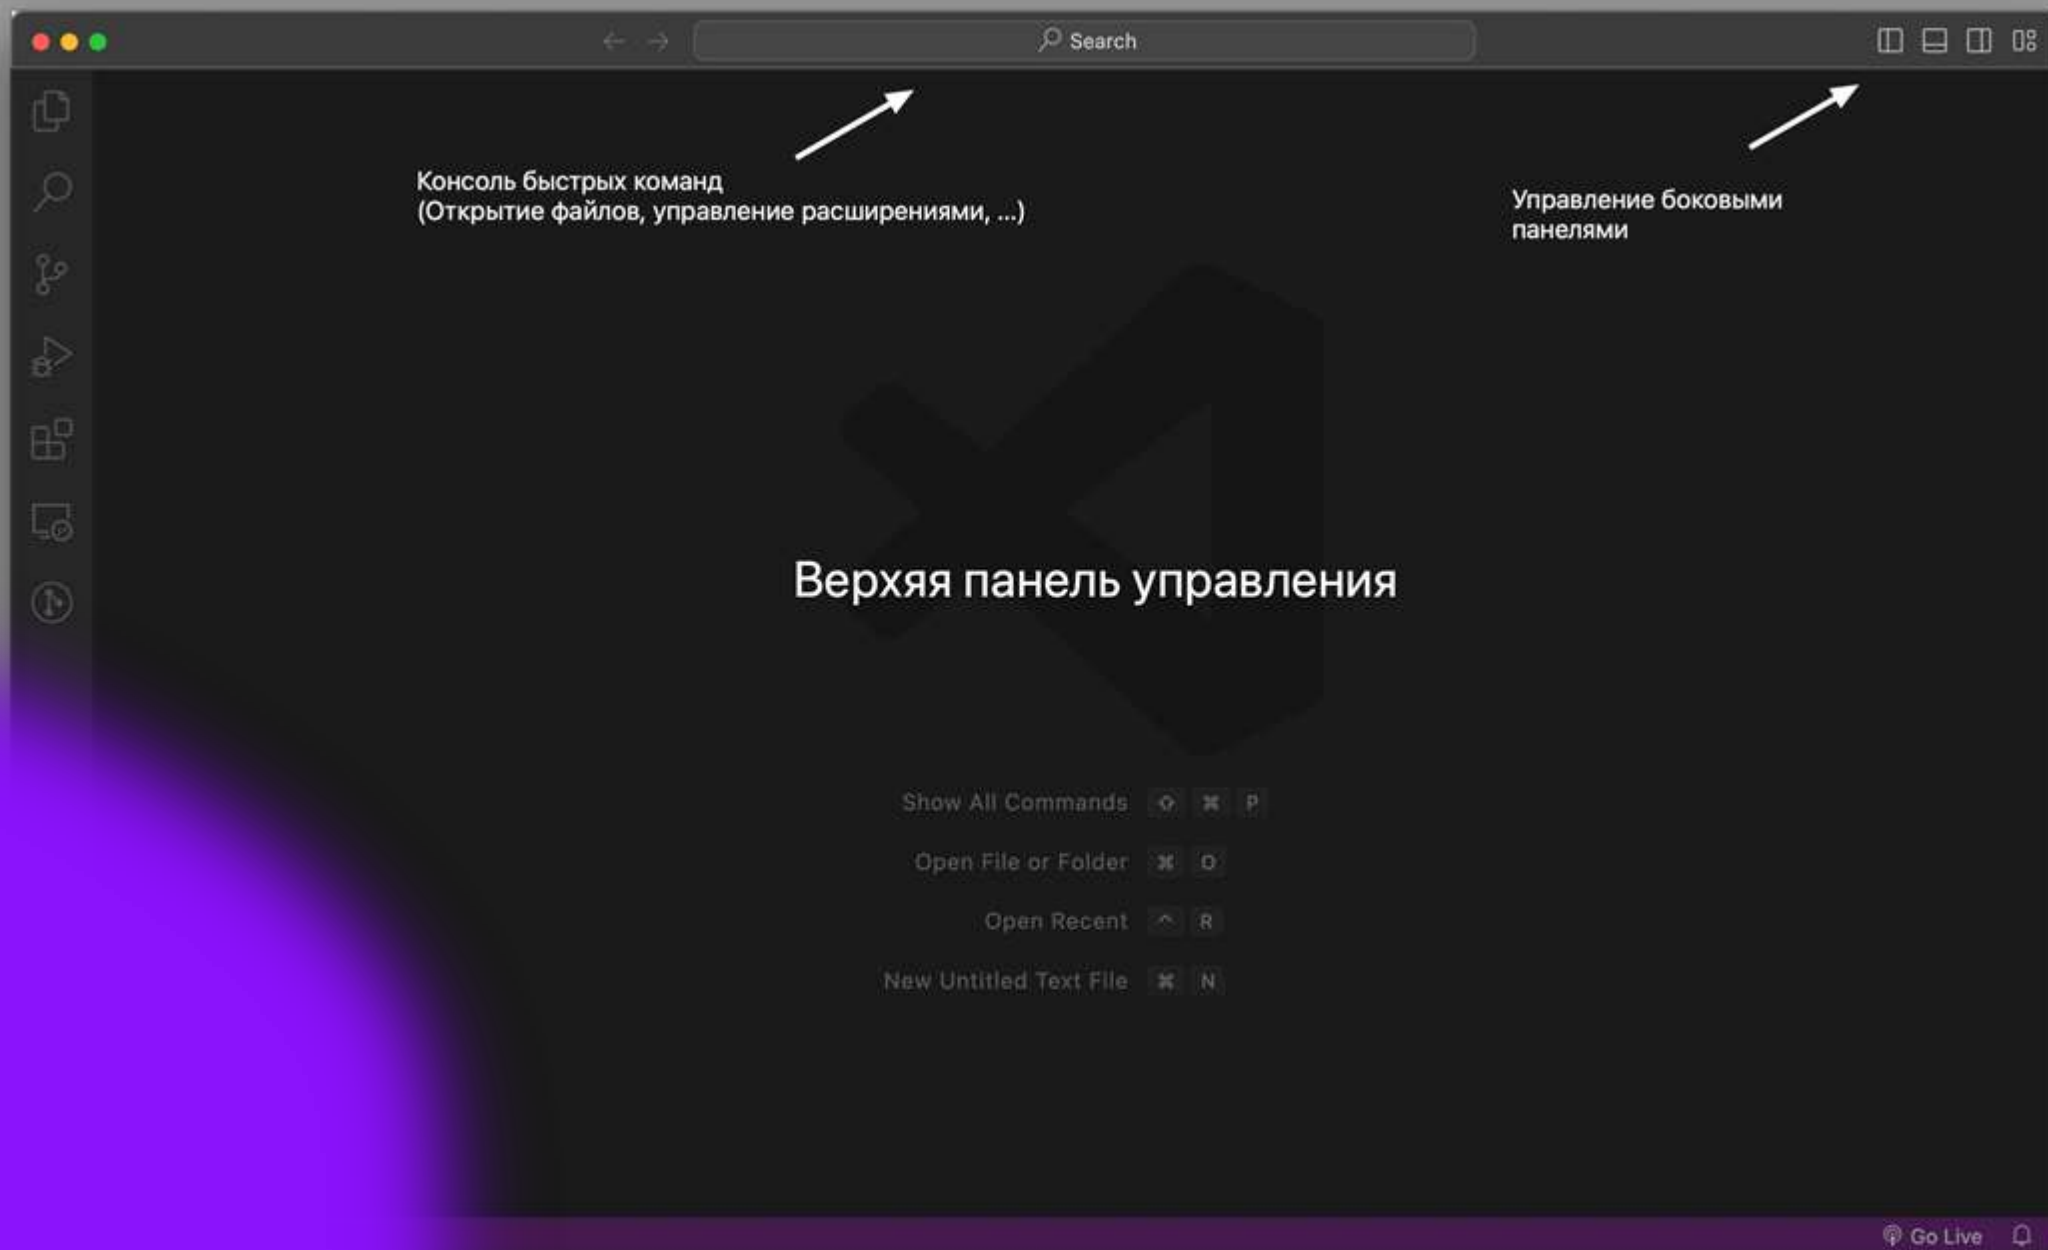 Search
Консоль быстрых команд
(Открытие файлов, управление расширениями, ...)
Управление боковыми
панелями
Верхяя панель управления
Show All Commands ⇧ ⌘ P
Open File or Folder ⌘ O
Open Recent ^ R
New Untitled Text File ⌘ N
Go Live